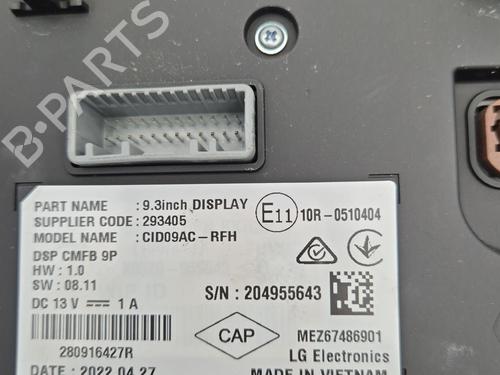 B-PARTS
PART NAME : 9.3inch DISPLAY
SUPPLIER CODE : 293405
MODEL NAME : CID09AC-RFH
DSP CMFB 9P
HW : 1.0
SW : 08.11
DC 13 V ⎓ 1 A
E11 10R-0510404
S/N : 204955643
CAP
MEZ67486901
280916427R
LG Electronics
DATE : 2022.04.27
MADE IN VIETNAM